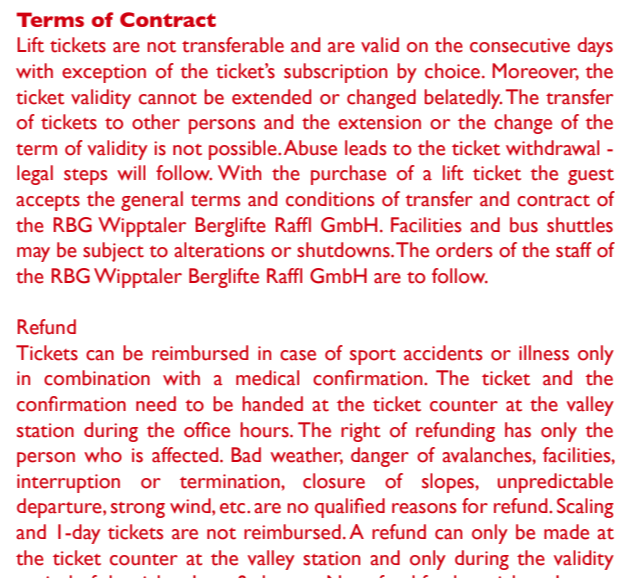 Terms of Contract
Lift tickets are not transferable and are valid on the consecutive days
with exception of the ticket's subscription by choice. Moreover, the
ticket validity cannot be extended or changed belatedly. The transfer
of tickets to other persons and the extension or the change of the
term of validity is not possible. Abuse leads to the ticket withdrawal -
legal steps will follow. With the purchase of a lift ticket the guest
accepts the general terms and conditions of transfer and contract of
the RBG Wipptaler Berglifte Raffl GmbH. Facilities and bus shuttles
may be subject to alterations or shutdowns. The orders of the staff of
the RBG Wipptaler Berglifte Raffl GmbH are to follow.
Refund
Tickets can be reimbursed in case of sport accidents or illness only
in combination with a medical confirmation. The ticket and the
confirmation need to be handed at the ticket counter at the valley
station during the office hours. The right of refunding has only the
person who is affected. Bad weather, danger of avalanches, facilities,
interruption or termination, closure of slopes, unpredictable
departure, strong wind, etc. are no qualified reasons for refund. Scaling
and 1-day tickets are not reimbursed. A refund can only be made at
the ticket counter at the valley station and only during the validity